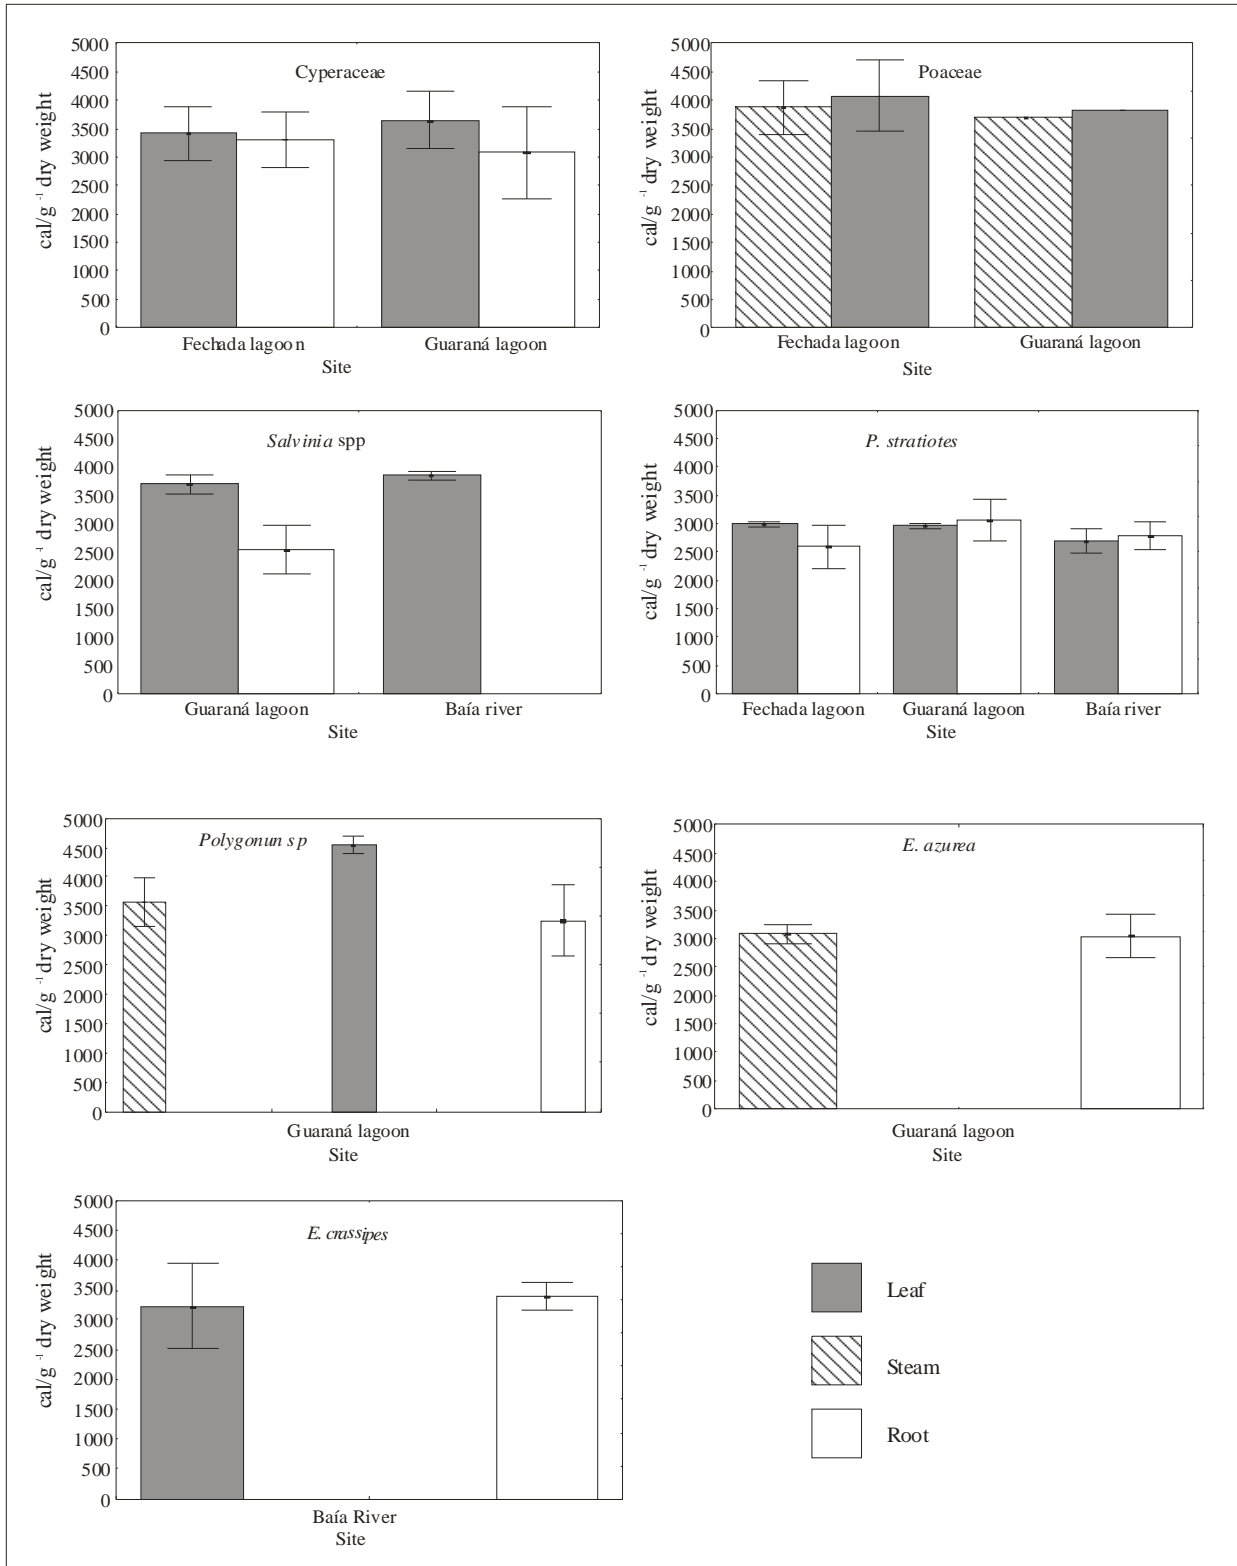 Cyperaceae
cal/g -1 dry weight
5000
4500
4000
3500
3000
2500
2000
1500
1000
500
0
Fechada lagoon Guaraná lagoon
Site
Poaceae
cal/g -1 dry weight
5000
4500
4000
3500
3000
2500
2000
1500
1000
500
0
Fechada lagoon Guaraná lagoon
Site
Salvinia spp
cal/g -1 dry weight
5000
4500
4000
3500
3000
2500
2000
1500
1000
500
0
Guaraná lagoon Baía river
Site
P. stratiotes
cal/g -1 dry weight
5000
4500
4000
3500
3000
2500
2000
1500
1000
500
0
Fechada lagoon Guaraná lagoon Baía river
Site
Polygonun sp
cal/g -1 dry weight
5000
4500
4000
3500
3000
2500
2000
1500
1000
500
0
Guaraná lagoon
Site
E. azurea
cal/g -1 dry weight
5000
4500
4000
3500
3000
2500
2000
1500
1000
500
0
Guaraná lagoon
Site
E. crassipes
cal/g -1 dry weight
5000
4500
4000
3500
3000
2500
2000
1500
1000
500
0
Baía River
Site
Leaf
Steam
Root